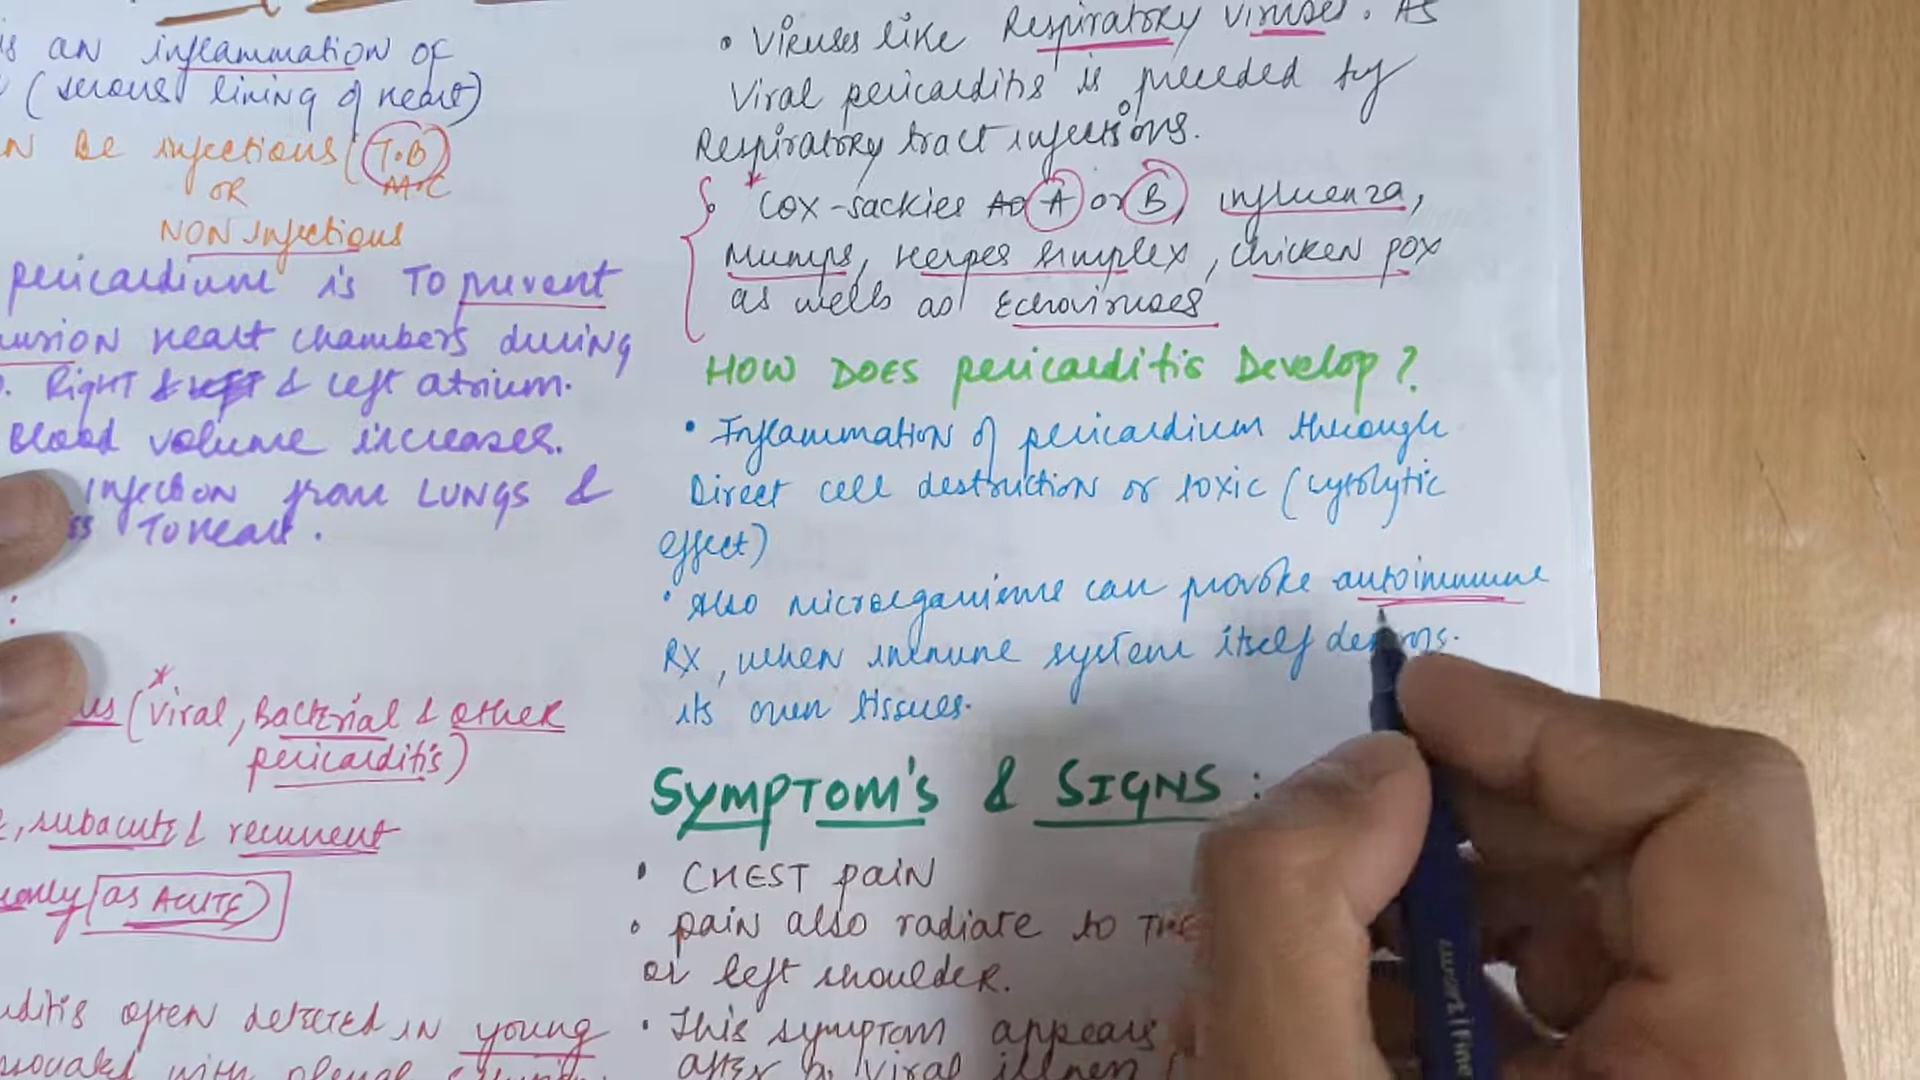 is an inflammation of
(serous lining of heart)
Be infectious (T.B)
OR
NON infectious
pericardium is To prevent
heart chambers during
Right & left & left atrium.
Blood volume increases.
infection from LUNGS &
To heart.
(Viral, Bacterial & other
pericarditis)
, subacute & recurrent
only (as ACUTE)
often detected in young
with
• Viruses like Respiratory Viruses. As
Viral pericarditis is preceded by
Respiratory tract infections.
* Cox-sackies A or B, influenza,
Mumps, Herpes simplex, chicken pox
as wells as Echoviruses
HOW DOES pericarditis Develop?
• Inflammation of pericardium through
Direct cell destruction or toxic (cytolytic
effect)
• Also microrganisms can provoke autoimmune
RX, when immune system itself
its own tissues.
SYMPTOM'S & SIGNS:
• CHEST pain
• pain also radiate to THE
or left shoulder.
• This symptom appears
after a Viral illness